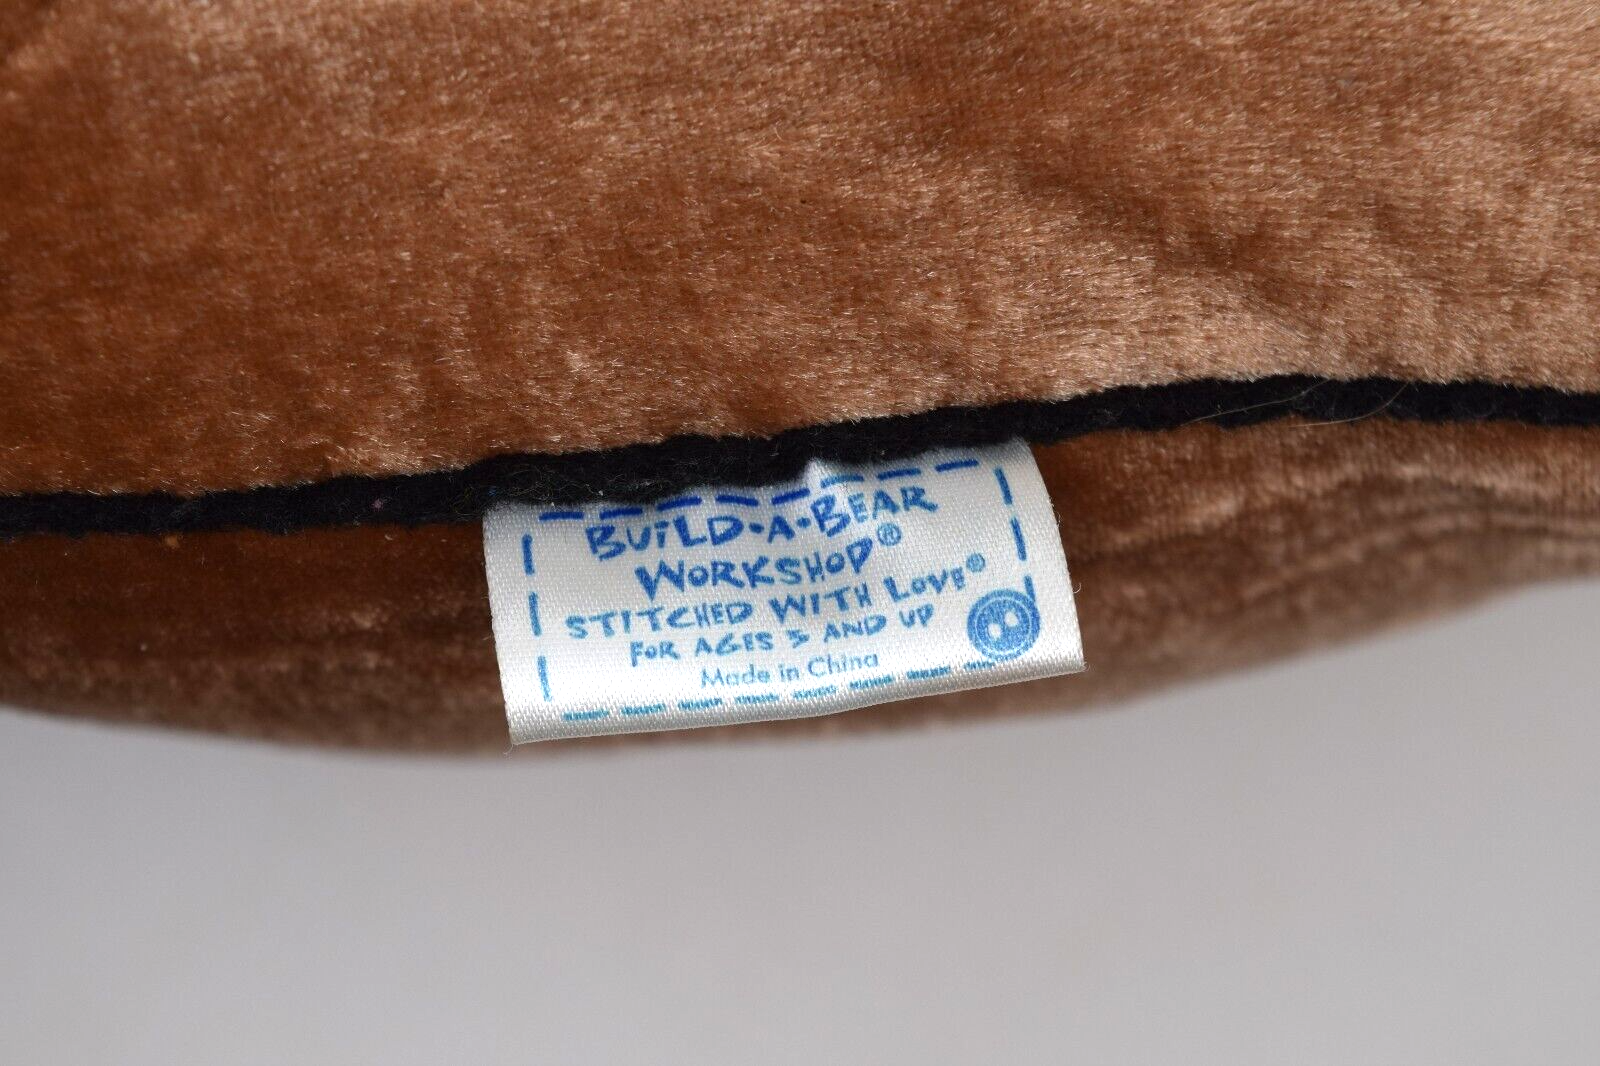 BUILD-A-BEAR
WORKSHOP®
STITCHED WITH LOVE®
FOR AGES 3 AND UP
Made in China